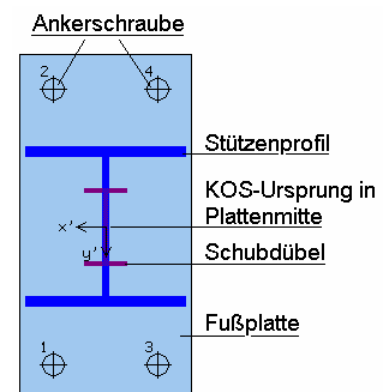 Ankerschraube
2 4
Stützenprofil
KOS-Ursprung in
Plattenmitte
x'
y'
Schubdübel
Fußplatte
1 3